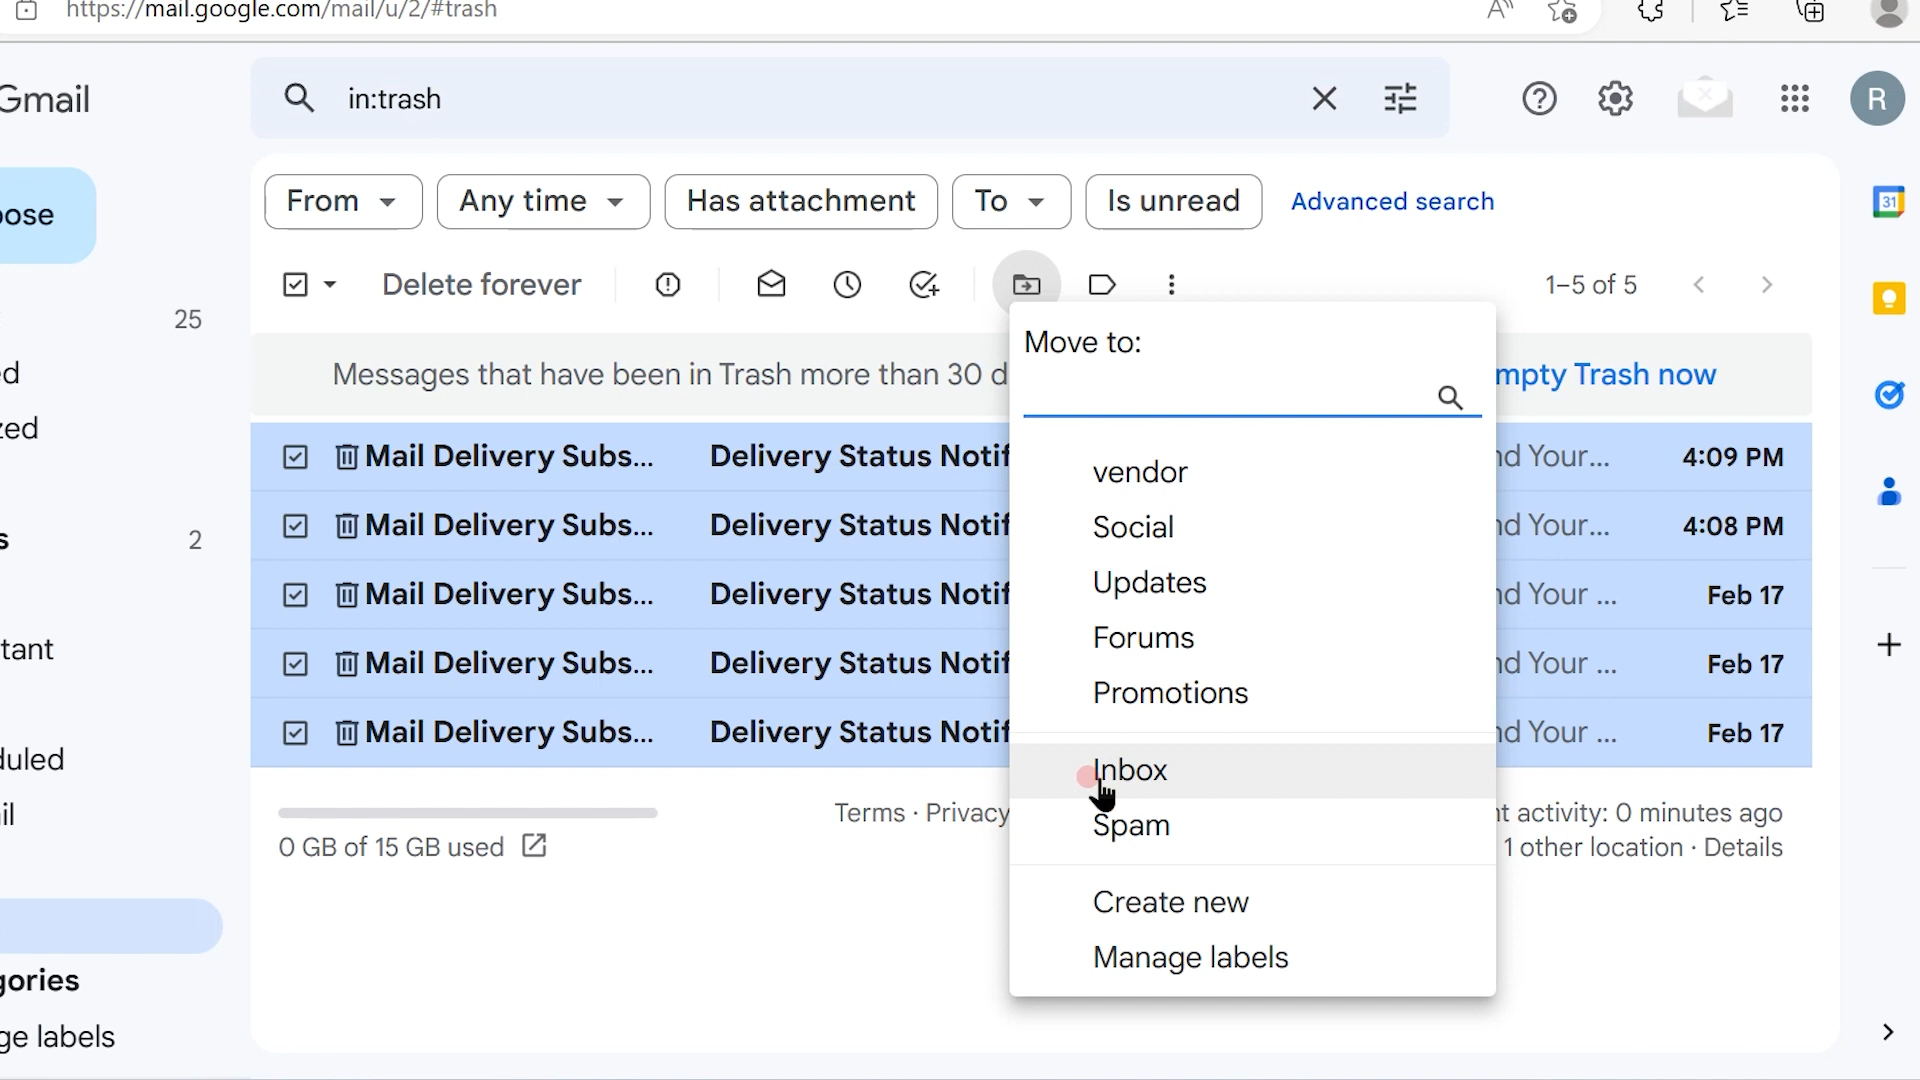 https://mail.google.com/mail/u/2/#trash
Gmail
in:trash
R
From
Any time
Has attachment
To
Is unread
Advanced search
31
ose
Delete forever
1–5 of 5
25
ed
zed
s 2
tant
duled
il
gories
ge labels
Messages that have been in Trash more than 30 d
mpty Trash now
Mail Delivery Subs... Delivery Status Notif nd Your... 4:09 PM
Mail Delivery Subs... Delivery Status Notif nd Your... 4:08 PM
Mail Delivery Subs... Delivery Status Notif nd Your ... Feb 17
Mail Delivery Subs... Delivery Status Notif nd Your ... Feb 17
Mail Delivery Subs... Delivery Status Notif nd Your ... Feb 17
Move to:
vendor
Social
Updates
Forums
Promotions
Inbox
Spam
Create new
Manage labels
0 GB of 15 GB used
Terms · Privacy
nt activity: 0 minutes ago
1 other location · Details